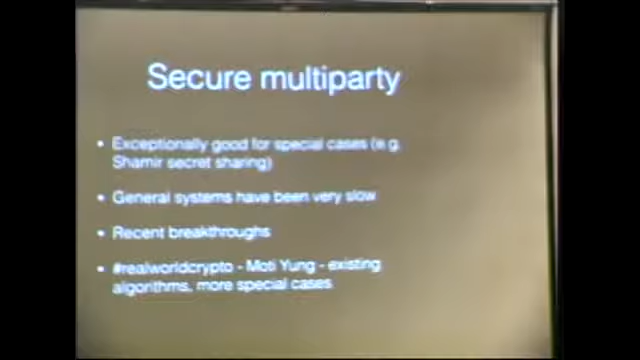 Secure multiparty
• Exceptionally good for special cases (e.g.
Shamir secret sharing)
• General systems have been very slow
• Recent breakthroughs
• #realworldcrypto - Moti Yung - existing
algorithms, more special cases